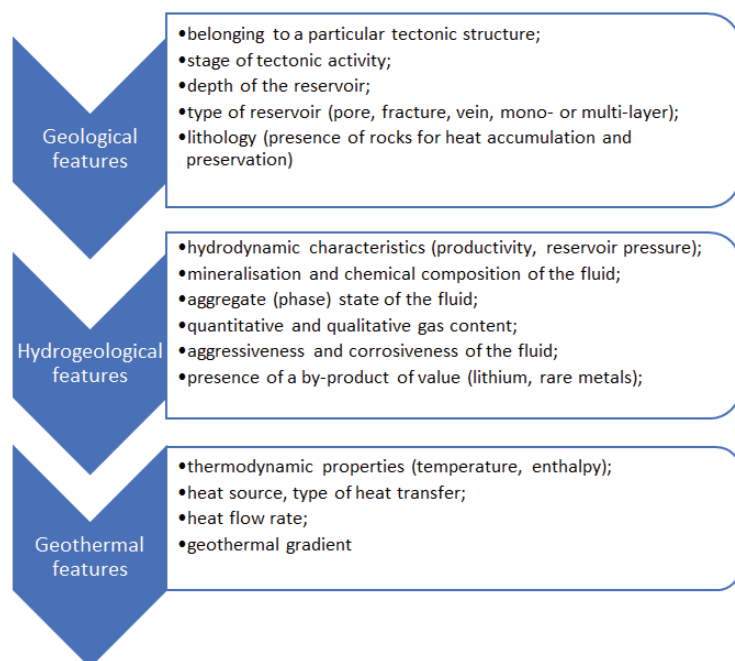 •belonging to a particular tectonic structure;
•stage of tectonic activity;
•depth of the reservoir;
•type of reservoir (pore, fracture, vein, mono- or multi-layer);
•lithology (presence of rocks for heat accumulation and
preservation)
Geological
features
•hydrodynamic characteristics (productivity, reservoir pressure);
•mineralisation and chemical composition of the fluid;
•aggregate (phase) state of the fluid;
•quantitative and qualitative gas content;
•aggressiveness and corrosiveness of the fluid;
•presence of a by-product of value (lithium, rare metals);
Hydrogeological
features
•thermodynamic properties (temperature, enthalpy);
•heat source, type of heat transfer;
•heat flow rate;
•geothermal gradient
Geothermal
features